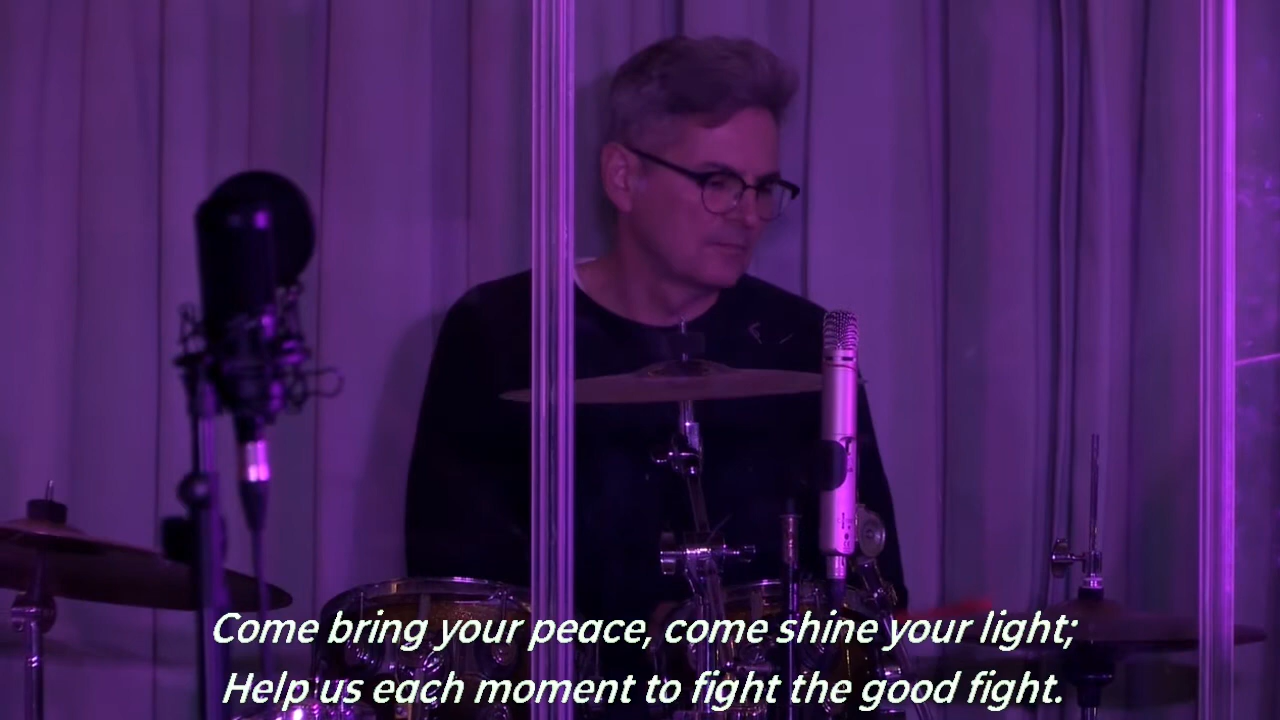 Come bring your peace, come shine your light;
Help us each moment to fight the good fight.